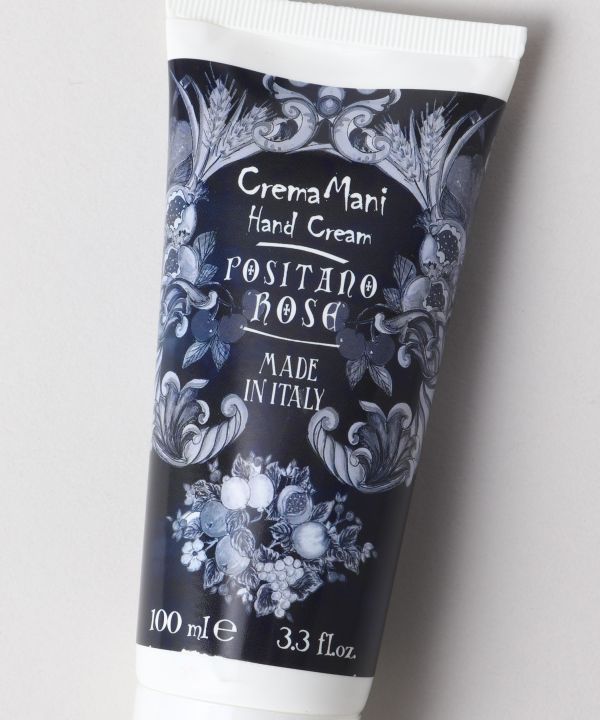 Crema Mani
Hand Cream
POSITANO
ROSE
MADE
IN ITALY
100 ml e
3.3 fl.oz.